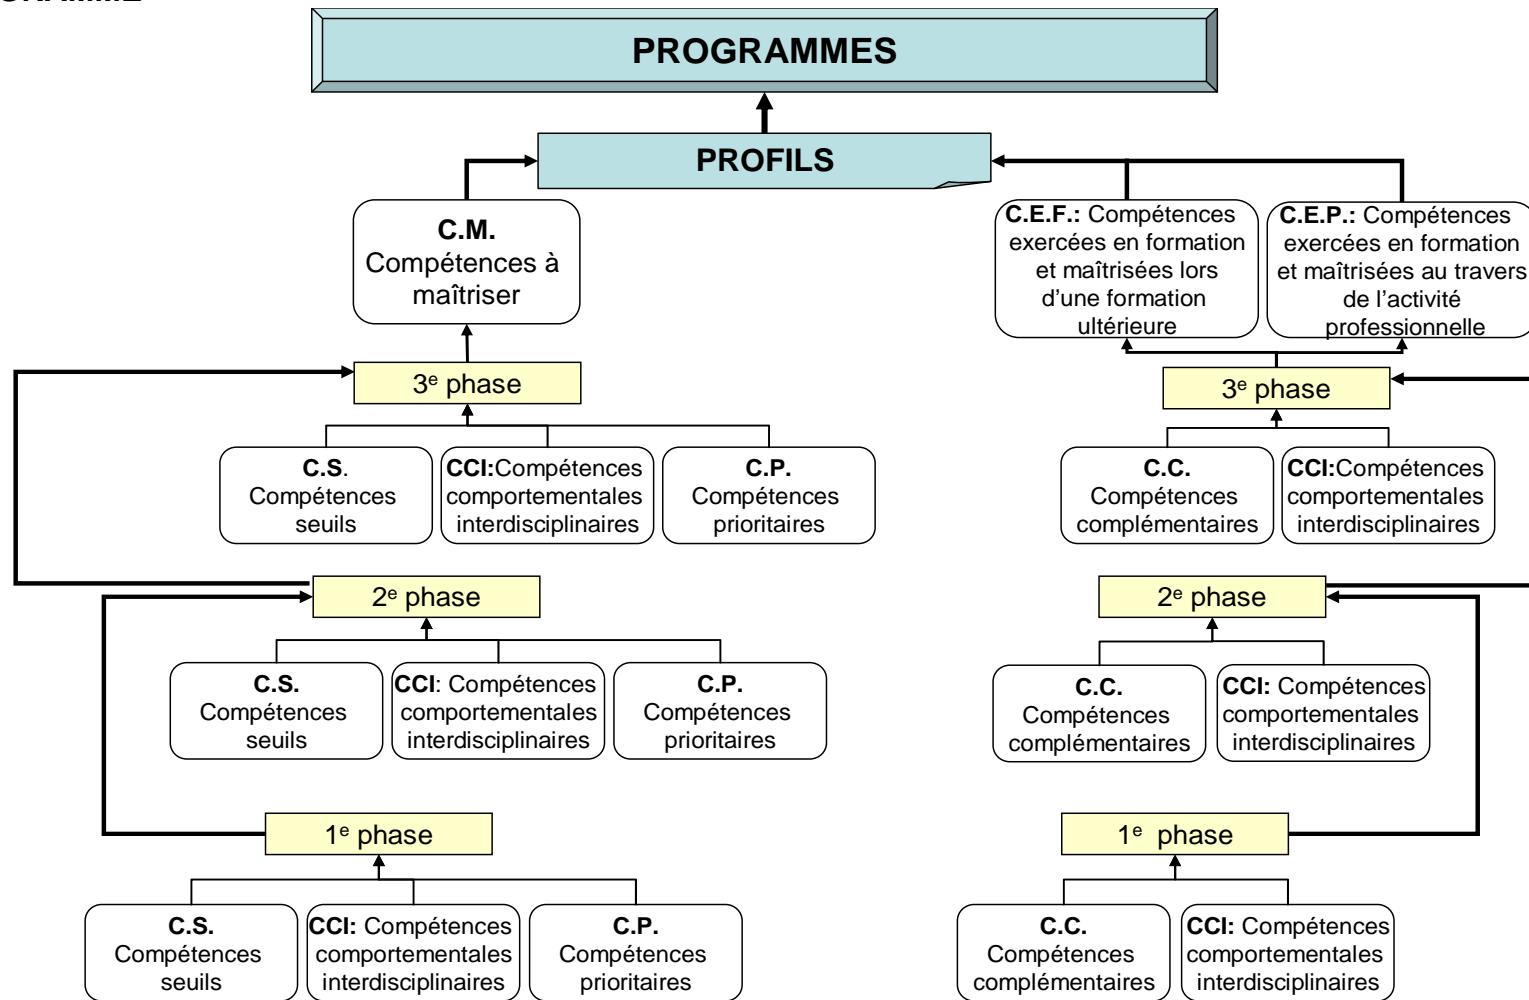 PROGRAMMES
PROFILS
C.M.
Compétences à
maîtriser
C.E.F.: Compétences
exercées en formation
et maîtrisées lors
d’une formation
ultérieure
C.E.P.: Compétences
exercées en formation
et maîtrisées au travers
de l’activité
professionnelle
3e phase
3e phase
C.S.
Compétences
seuils
CCI:Compétences
comportementales
interdisciplinaires
C.P.
Compétences
prioritaires
C.C.
Compétences
complémentaires
CCI:Compétences
comportementales
interdisciplinaires
2e phase
2e phase
C.S.
Compétences
seuils
CCI: Compétences
comportementales
interdisciplinaires
C.P.
Compétences
prioritaires
C.C.
Compétences
complémentaires
CCI: Compétences
comportementales
interdisciplinaires
1e phase
1e phase
C.S.
Compétences
seuils
CCI: Compétences
comportementales
interdisciplinaires
C.P.
Compétences
prioritaires
C.C.
Compétences
complémentaires
CCI: Compétences
comportementales
interdisciplinaires